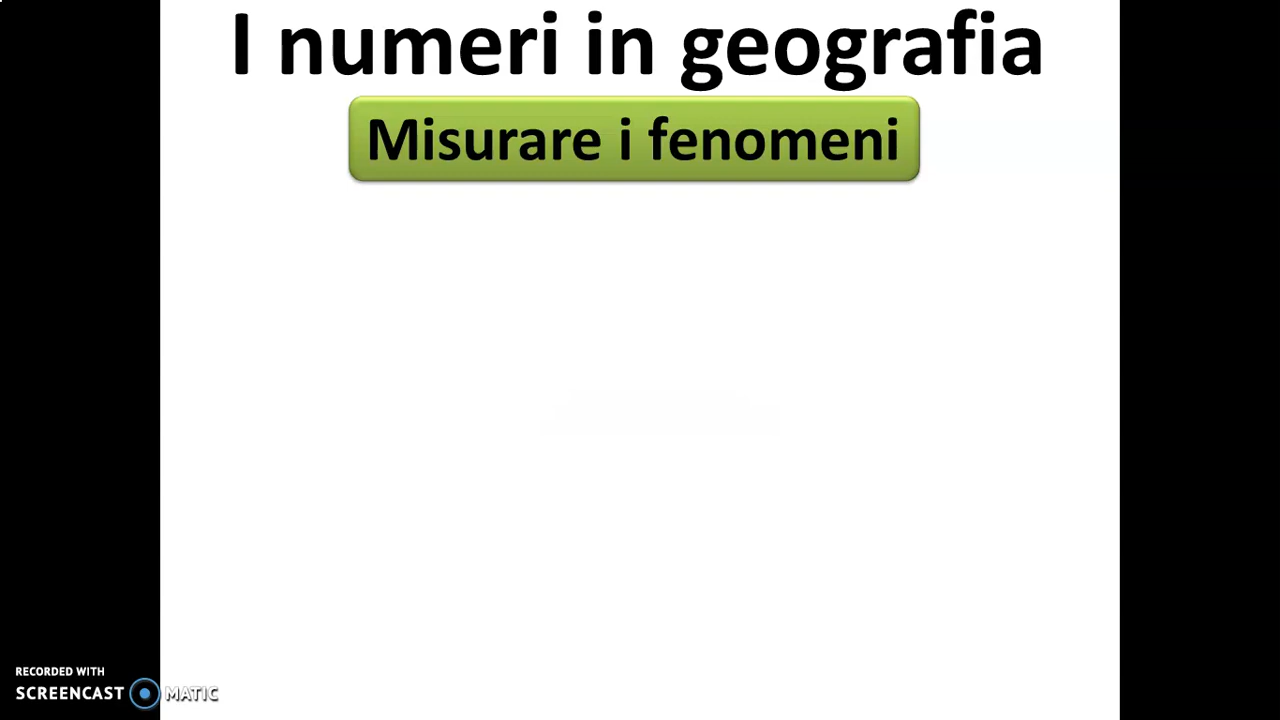 I numeri in geografia
Misurare i fenomeni
RECORDED WITH
SCREENCAST MATIC